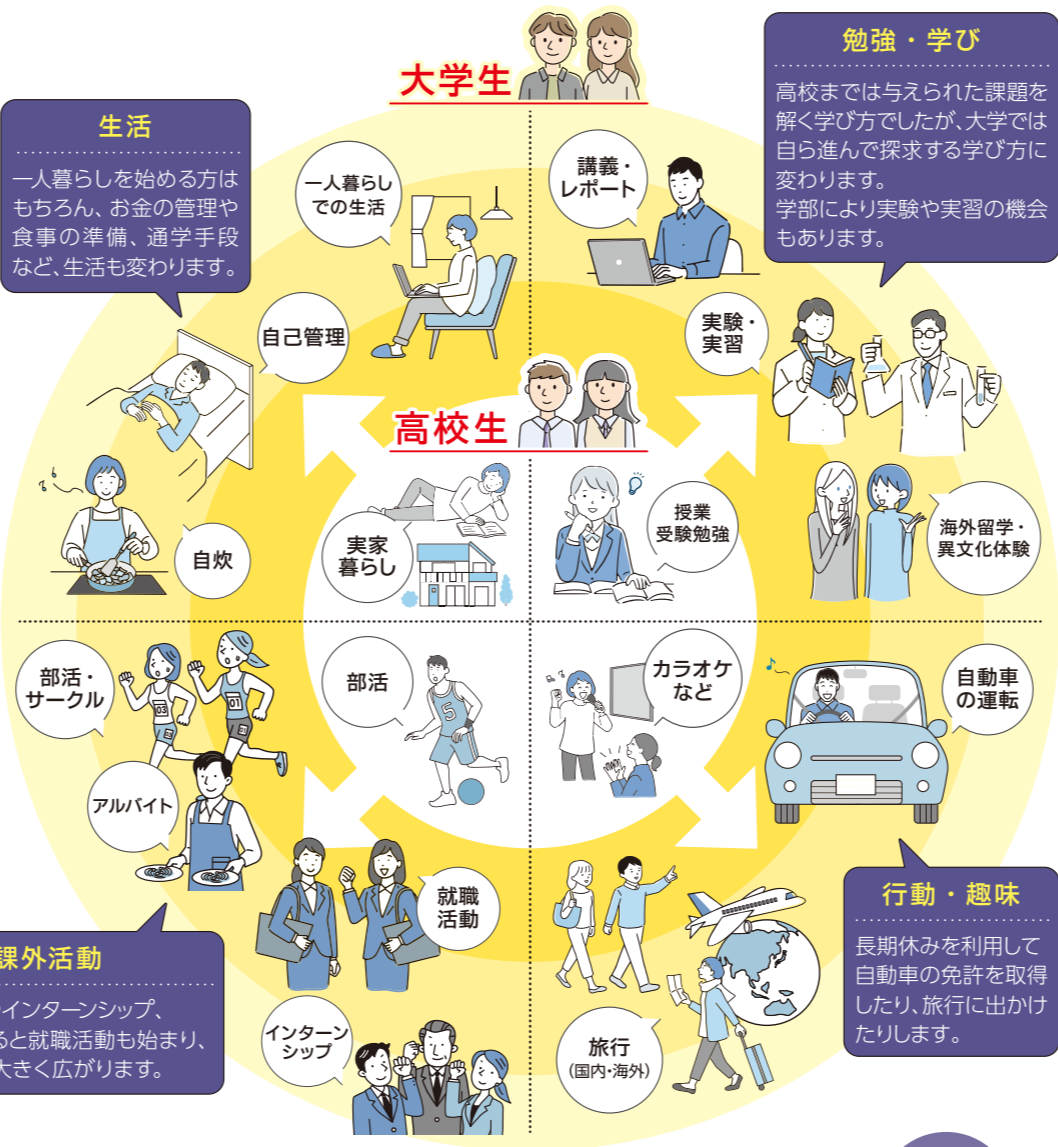 大学生
勉強・学び
高校までは与えられた課題を
解く学び方でしたが、大学では
自ら進んで探求する学び方に
変わります。
学部により実験や実習の機会
もあります。
生活
一人暮らしを始める方は
もちろん、お金の管理や
食事の準備、通学手段
など、生活も変わります。
一人暮らし
での生活
講義・
レポート
自己管理
実験・
実習
高校生
自炊
実家
暮らし
授業
受験勉強
海外留学・
異文化体験
部活・
サークル
03
01
31
21
部活
5
カラオケ
など
自動車
の運転
アルバイト
就職
活動
行動・趣味
長期休みを利用して
自動車の免許を取得
したり、旅行に出かけ
たりします。
課外活動
インターンシップ、
ると就職活動も始まり、
大きく広がります。
インターン
シップ
旅行
(国内・海外)